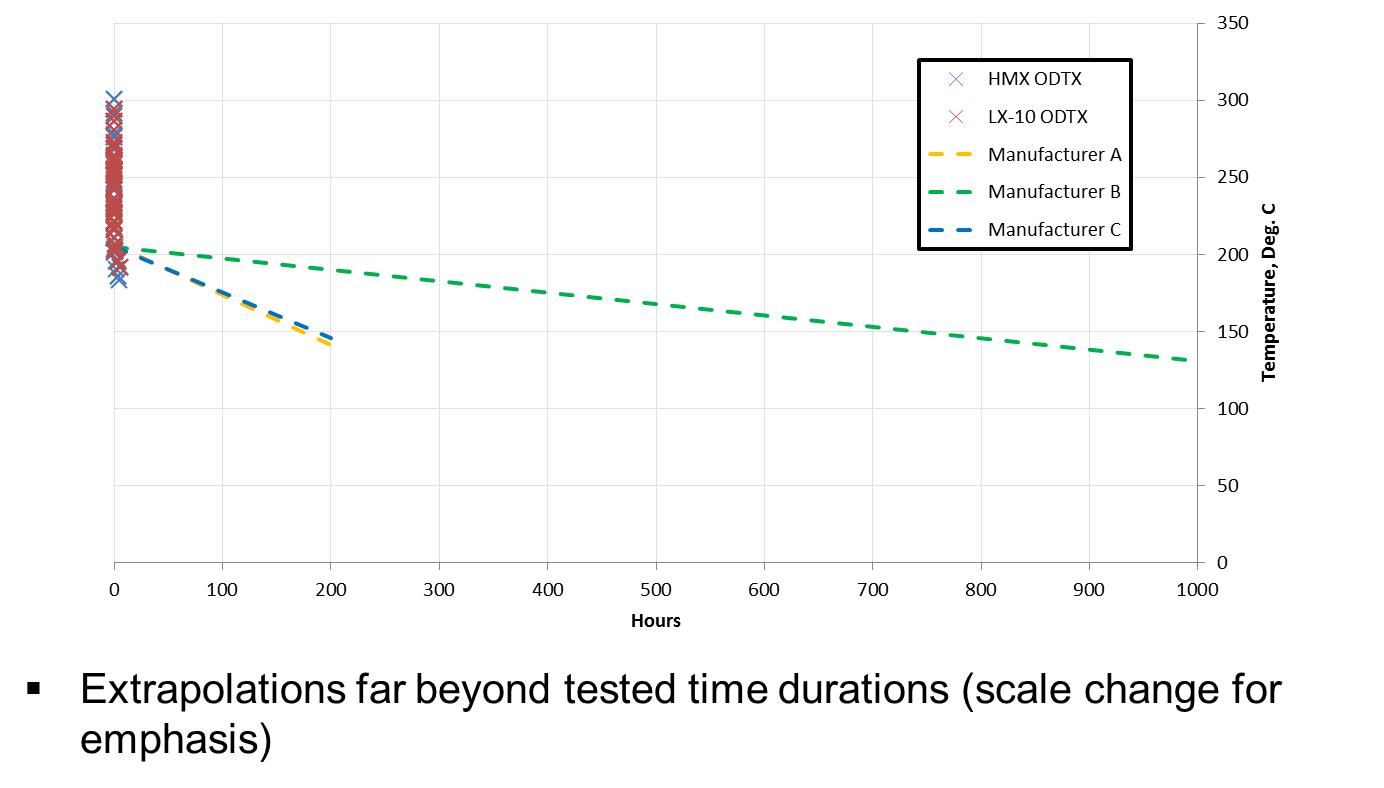 350
300
250
200
150
100
50
0
Temperature, Deg. C
HMX ODTX
LX-10 ODTX
Manufacturer A
Manufacturer B
Manufacturer C
0 100 200 300 400 500 600 700 800 900 1000
Hours
▪ Extrapolations far beyond tested time durations (scale change for
emphasis)